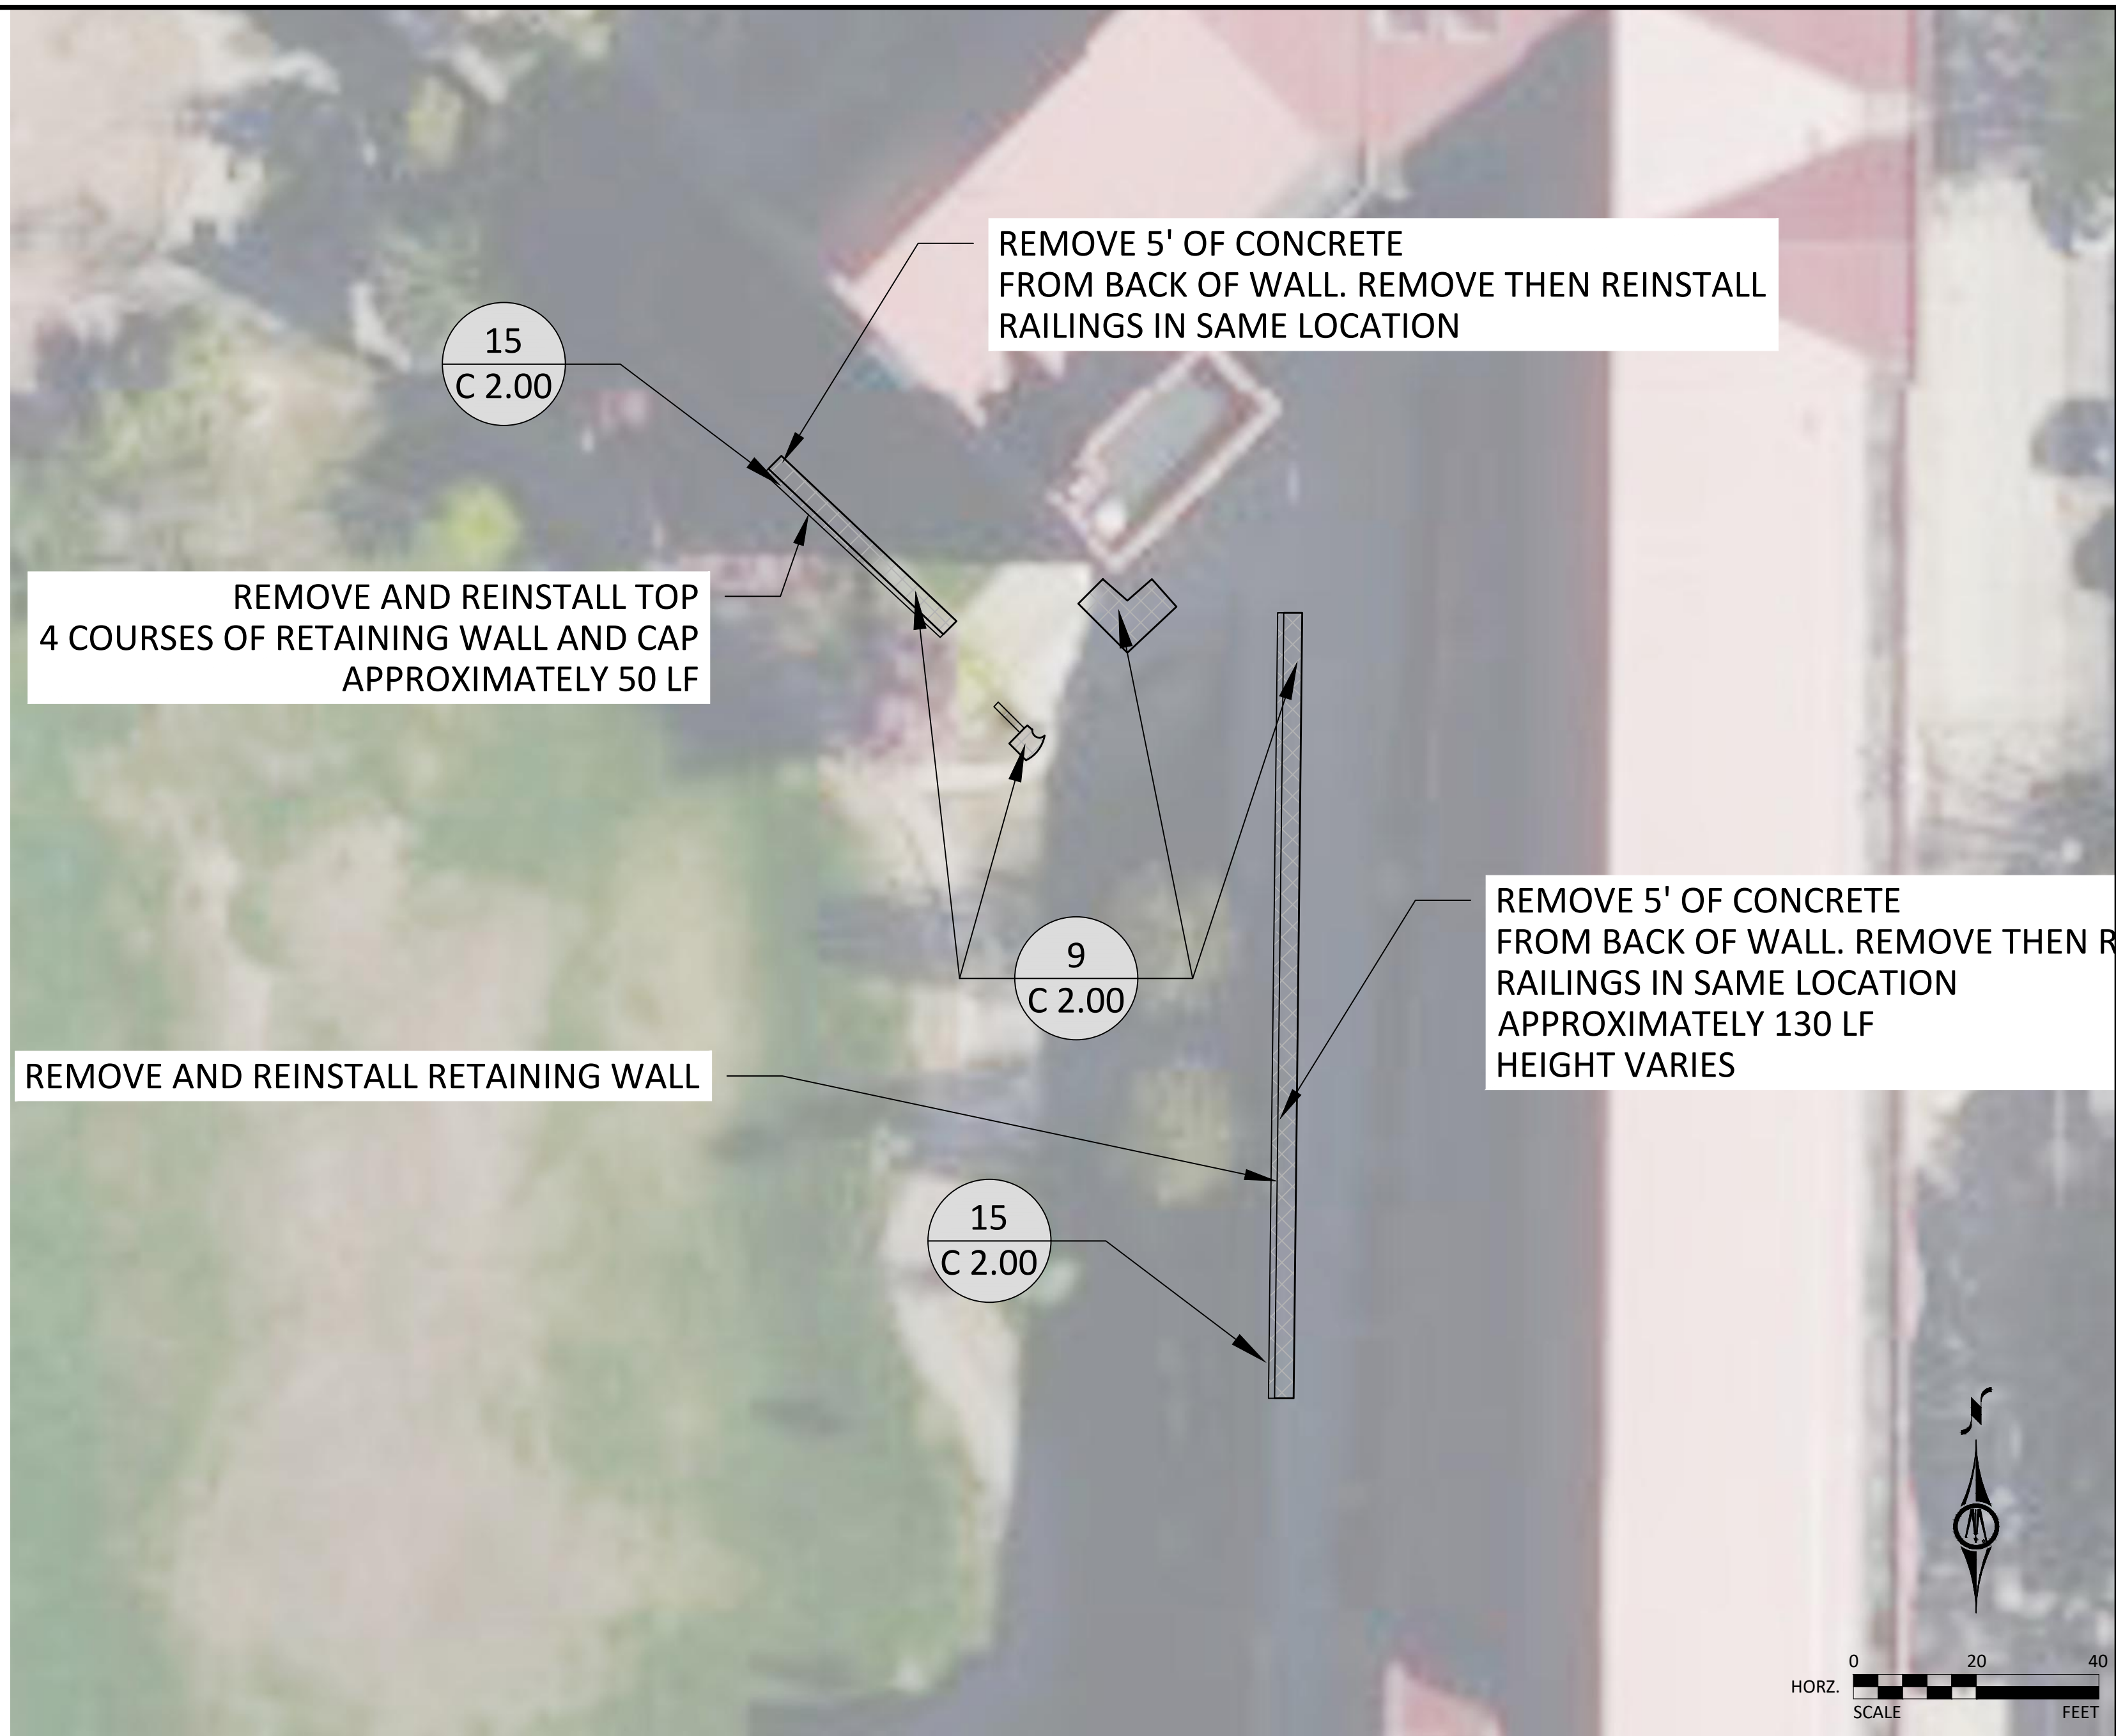 REMOVE 5' OF CONCRETE
FROM BACK OF WALL. REMOVE THEN REINSTALL
RAILINGS IN SAME LOCATION
15
C 2.00
REMOVE AND REINSTALL TOP
4 COURSES OF RETAINING WALL AND CAP
APPROXIMATELY 50 LF
REMOVE 5' OF CONCRETE
FROM BACK OF WALL. REMOVE THEN
RAILINGS IN SAME LOCATION
APPROXIMATELY 130 LF
HEIGHT VARIES
9
C 2.00
REMOVE AND REINSTALL RETAINING WALL
15
C 2.00
N
0 20 40
HORZ.
SCALE FEET